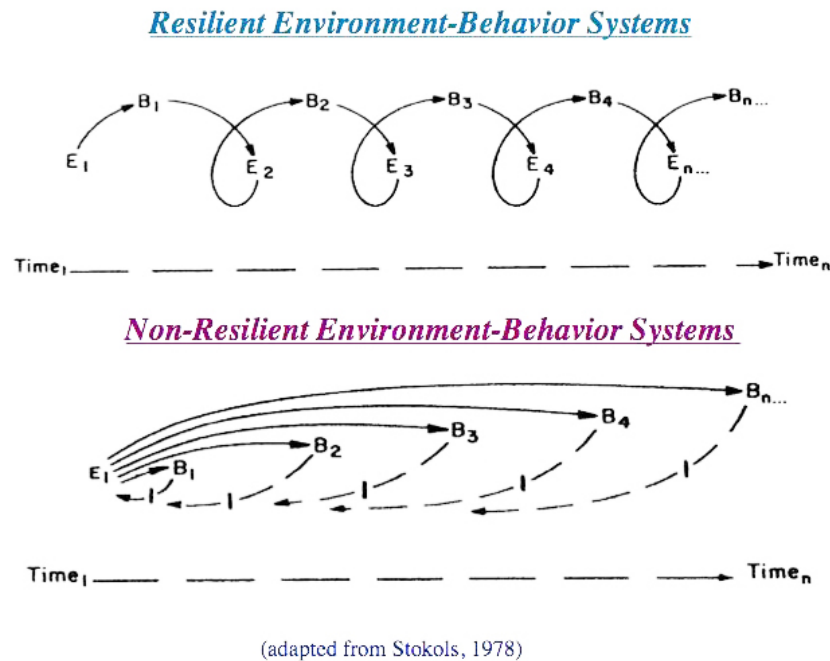 Resilient Environment-Behavior Systems
B₁ B₂ B₃ B₄ Bₙ...
E₁ E₂ E₃ E₄ Eₙ...
Time₁ Timeₙ
Non-Resilient Environment-Behavior Systems
Bₙ...
B₄
B₃
B₂
E₁ B₁
I I I I I
Time₁ Timeₙ
(adapted from Stokols, 1978)